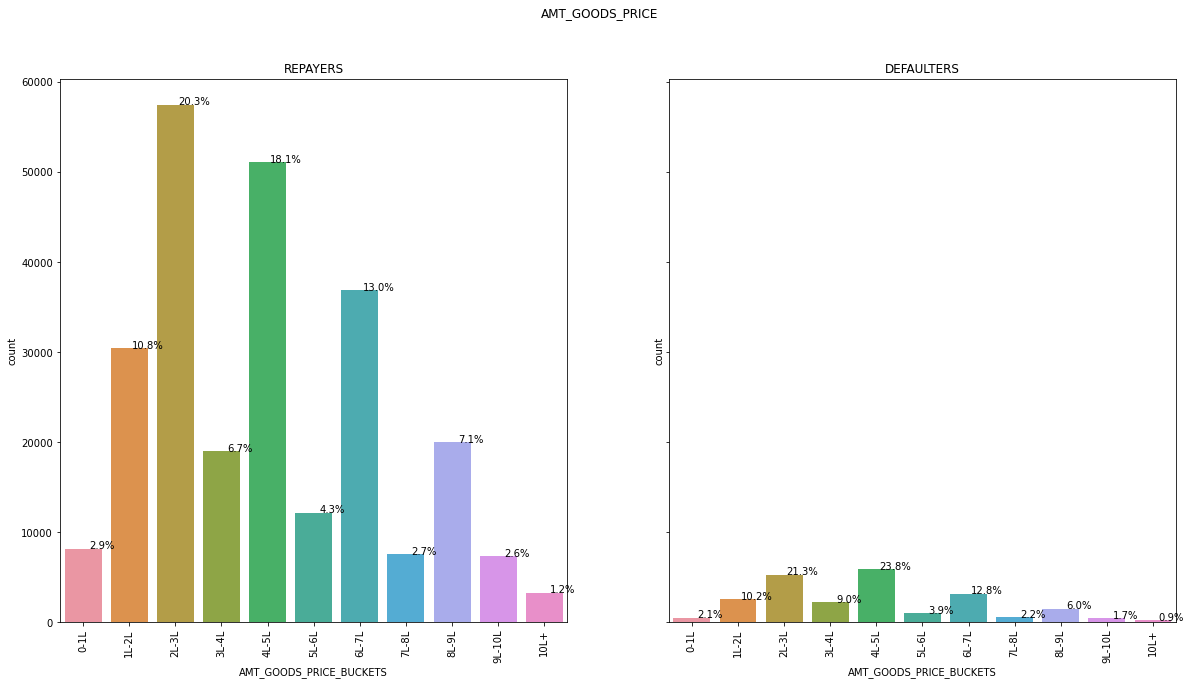 AMT_GOODS_PRICE
REPAYERS
60000
50000
40000
30000
20000
10000
0
count
2.9%
10.8%
20.3%
6.7%
18.1%
4.3%
13.0%
2.7%
7.1%
2.6%
1.2%
0-1L
1L-2L
2L-3L
3L-4L
4L-5L
5L-6L
6L-7L
7L-8L
8L-9L
9L-10L
10L+
AMT_GOODS_PRICE_BUCKETS
DEFAULTERS
count
2.1%
10.2%
21.3%
9.0%
23.8%
3.9%
12.8%
2.2%
6.0%
1.7%
0.9%
0-1L
1L-2L
2L-3L
3L-4L
4L-5L
5L-6L
6L-7L
7L-8L
8L-9L
9L-10L
10L+
AMT_GOODS_PRICE_BUCKETS